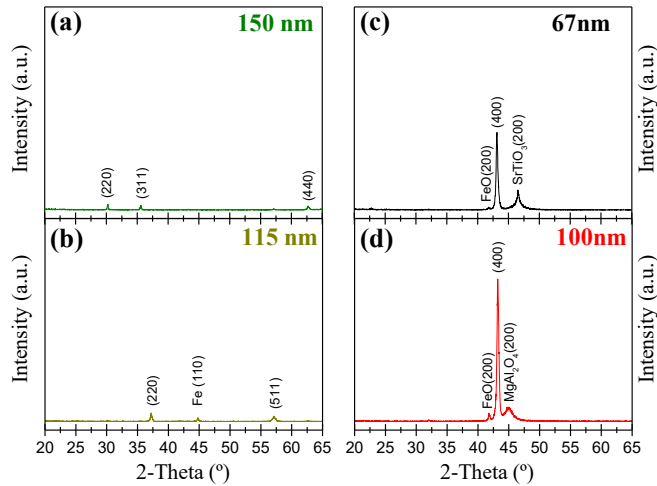 (a)
150 nm
Intensity (a.u.)
(220)
(311)
(440)
(c)
67nm
Intensity (a.u.)
FeO(200)
(400)
SrTiO₃(200)
(b)
115 nm
Intensity (a.u.)
(220)
Fe (110)
(511)
20 25 30 35 40 45 50 55 60 65
2-Theta (º)
(d)
100nm
Intensity (a.u.)
FeO(200)
(400)
MgAl₂O₄(200)
20 25 30 35 40 45 50 55 60 65
2-Theta (º)